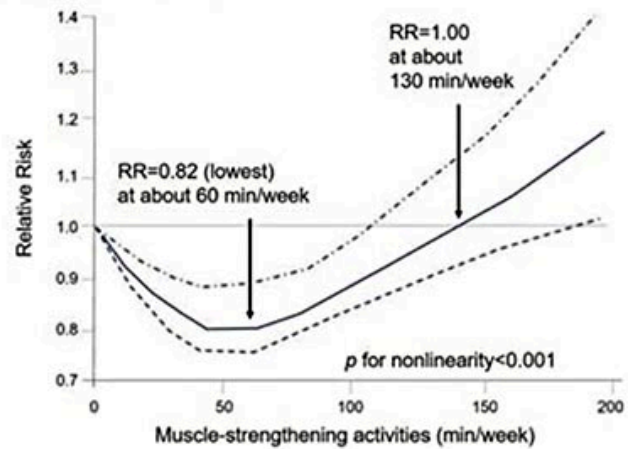 1.4
1.3
1.2
1.1
1.0
0.9
0.8
0.7
Relative Risk
RR=1.00
at about
130 min/week
RR=0.82 (lowest)
at about 60 min/week
p for nonlinearity<0.001
0 50 100 150 200
Muscle-strengthening activities (min/week)